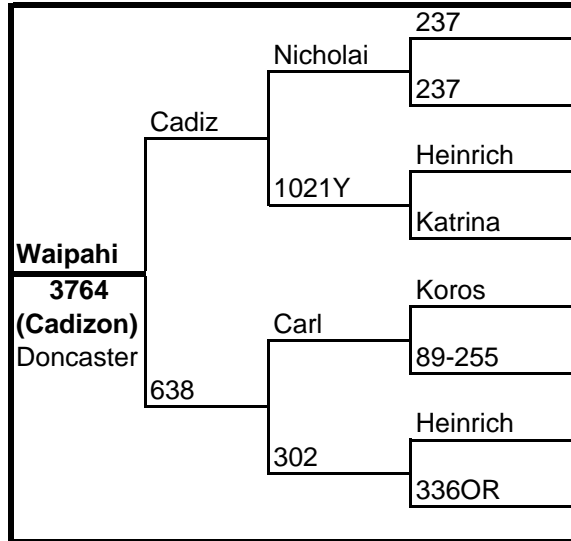 237
Nicholai
237
Cadiz
Heinrich
1021Y
Katrina
Waipahi
3764
(Cadizon)
Doncaster
Koros
Carl
89-255
638
Heinrich
302
336OR